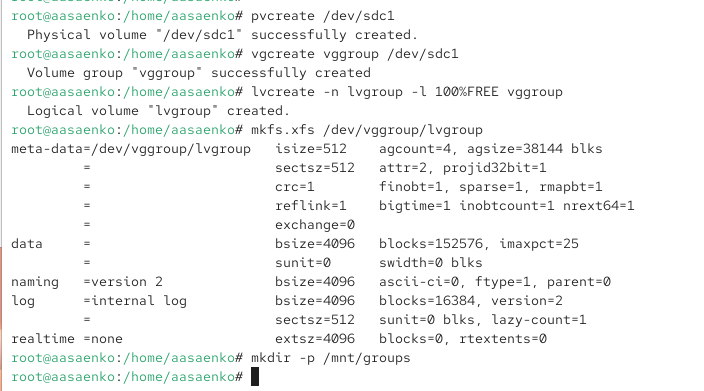 root@aasaenko:/home/aasaenko# pvcreate /dev/sdc1
  Physical volume "/dev/sdc1" successfully created.
root@aasaenko:/home/aasaenko# vgcreate vggroup /dev/sdc1
  Volume group "vggroup" successfully created
root@aasaenko:/home/aasaenko# lvcreate -n lvgroup -l 100%FREE vggroup
  Logical volume "lvgroup" created.
root@aasaenko:/home/aasaenko# mkfs.xfs /dev/vggroup/lvgroup
meta-data=/dev/vggroup/lvgroup   isize=512    agcount=4, agsize=38144 blks
         =                       sectsz=512   attr=2, projid32bit=1
         =                       crc=1        finobt=1, sparse=1, rmapbt=1
         =                       reflink=1    bigtime=1 inobtcount=1 nrext64=1
         =                       exchange=0
data     =                       bsize=4096   blocks=152576, imaxpct=25
         =                       sunit=0      swidth=0 blks
naming   =version 2              bsize=4096   ascii-ci=0, ftype=1, parent=0
log      =internal log           bsize=4096   blocks=16384, version=2
         =                       sectsz=512   sunit=0 blks, lazy-count=1
realtime =none                   extsz=4096   blocks=0, rtextents=0
root@aasaenko:/home/aasaenko# mkdir -p /mnt/groups
root@aasaenko:/home/aasaenko#